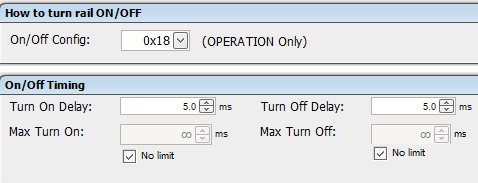 How to turn rail ON/OFF
On/Off Config: 0x18 (OPERATION Only)
On/Off Timing
Turn On Delay: 5.0 ms Turn Off Delay: 5.0 ms
Max Turn On: ∞ ms Max Turn Off: ∞ ms
No limit No limit